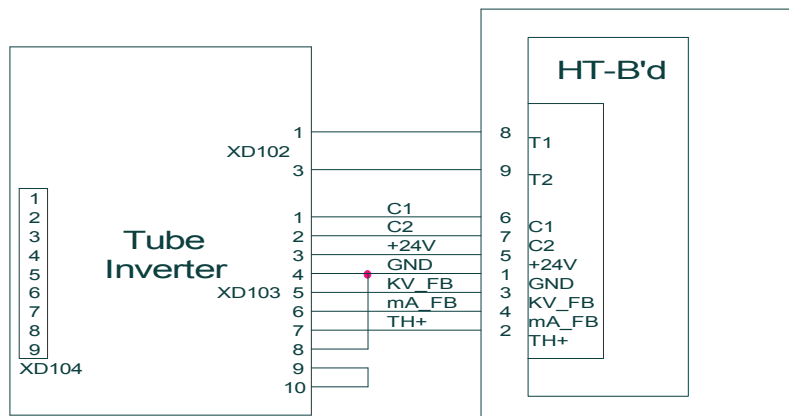 HT-B'd
1 8
XD102 T1
3 9
T2
1 1 C1 6
2 2 C2 7 C1
3 Tube 3 +24V 5 C2
4 Inverter 4 GND 1 +24V
5 XD103 5 KV_FB 3 GND
6 6 mA_FB 4 KV_FB
7 7 TH+ 2 mA_FB
8 8 TH+
9 9
XD104 10